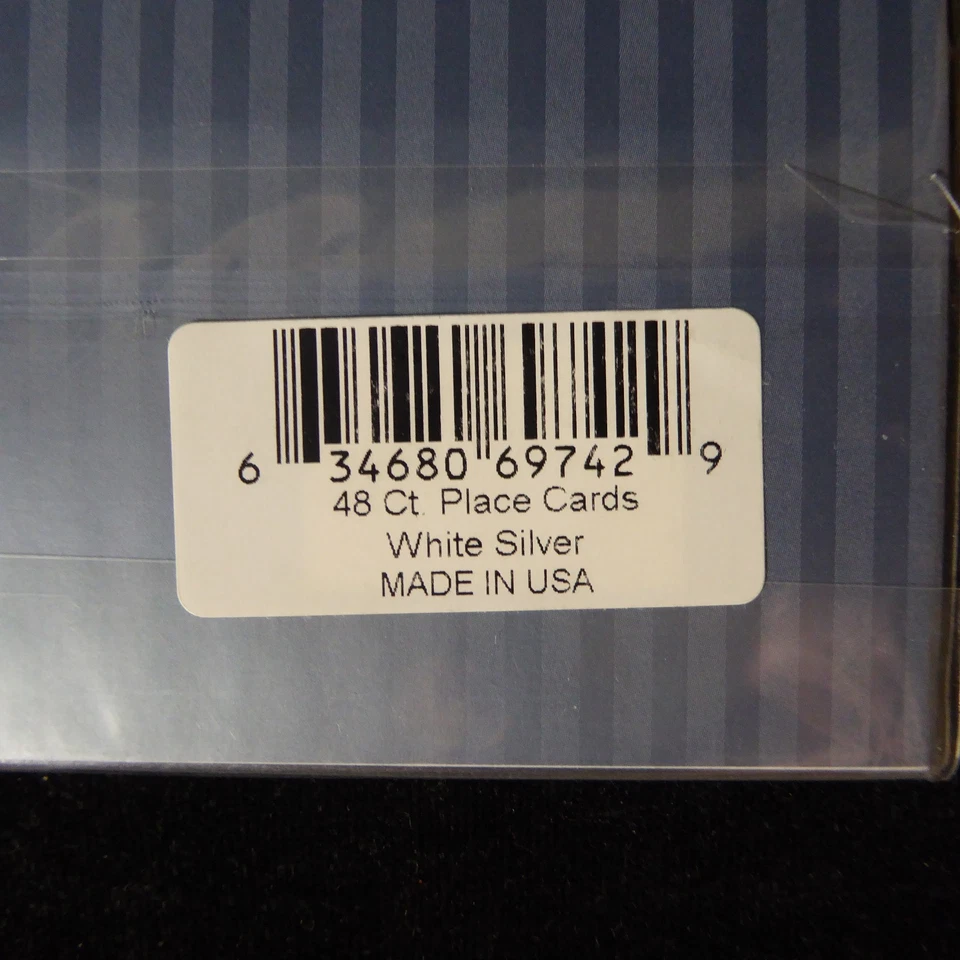 6 34680 69742 9
48 Ct. Place Cards
White Silver
MADE IN USA